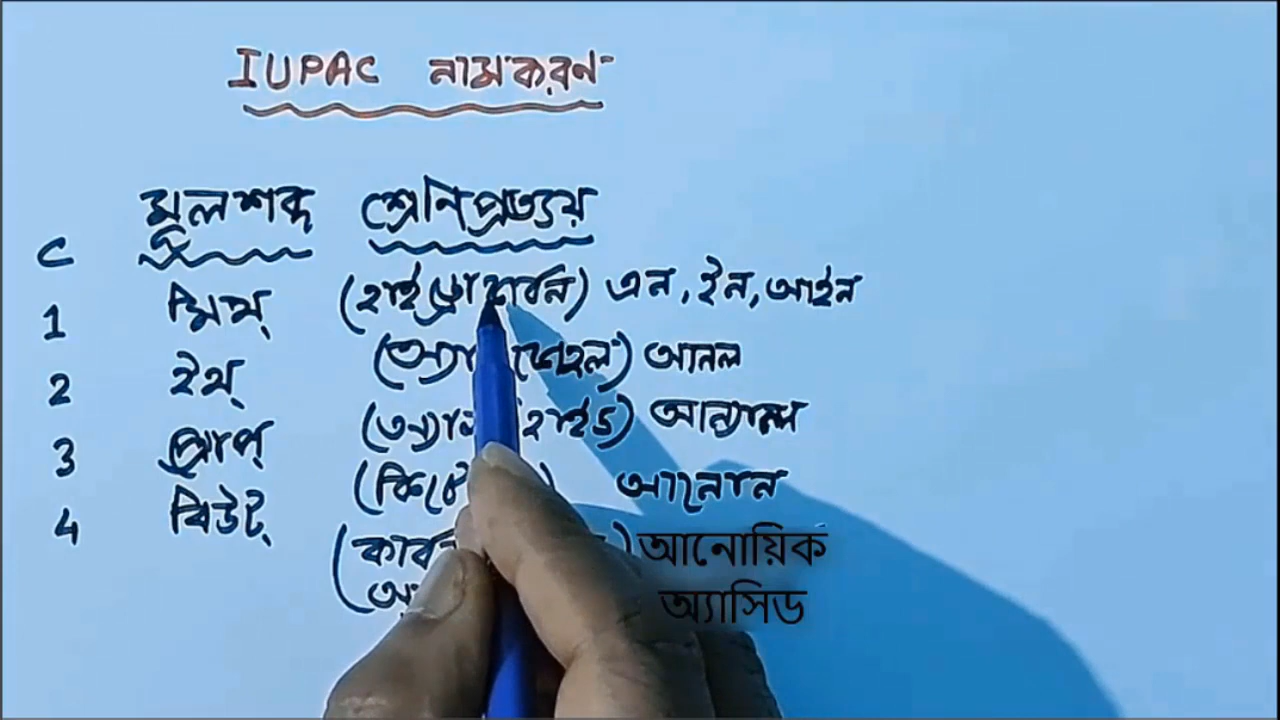 IUPAC নামকরণ
মূলশব্দ শ্রেণিপ্রত্যয়
C
1 মিথ্ (হাইড্রোকার্বন) এন, ইন, আইন
2 ইথ্ আনল
3 প্রোপ্ আন্যাল
4 বিউট্ আনোন
আনোয়িক
অ্যাসিড